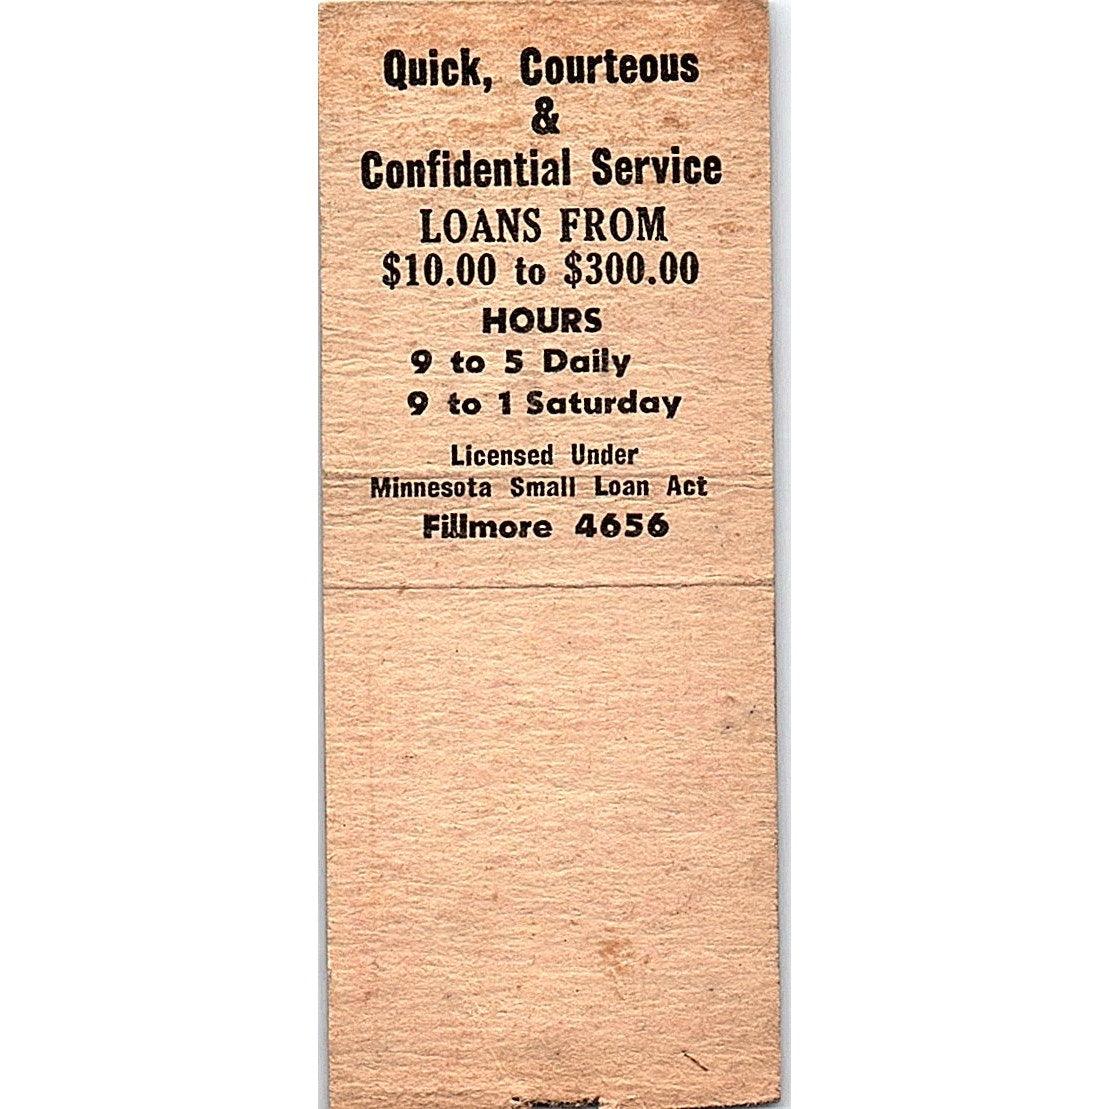 Quick, Courteous
&
Confidential Service
LOANS FROM
$10.00 to $300.00
HOURS
9 to 5 Daily
9 to 1 Saturday
Licensed Under
Minnesota Small Loan Act
Fillmore 4656